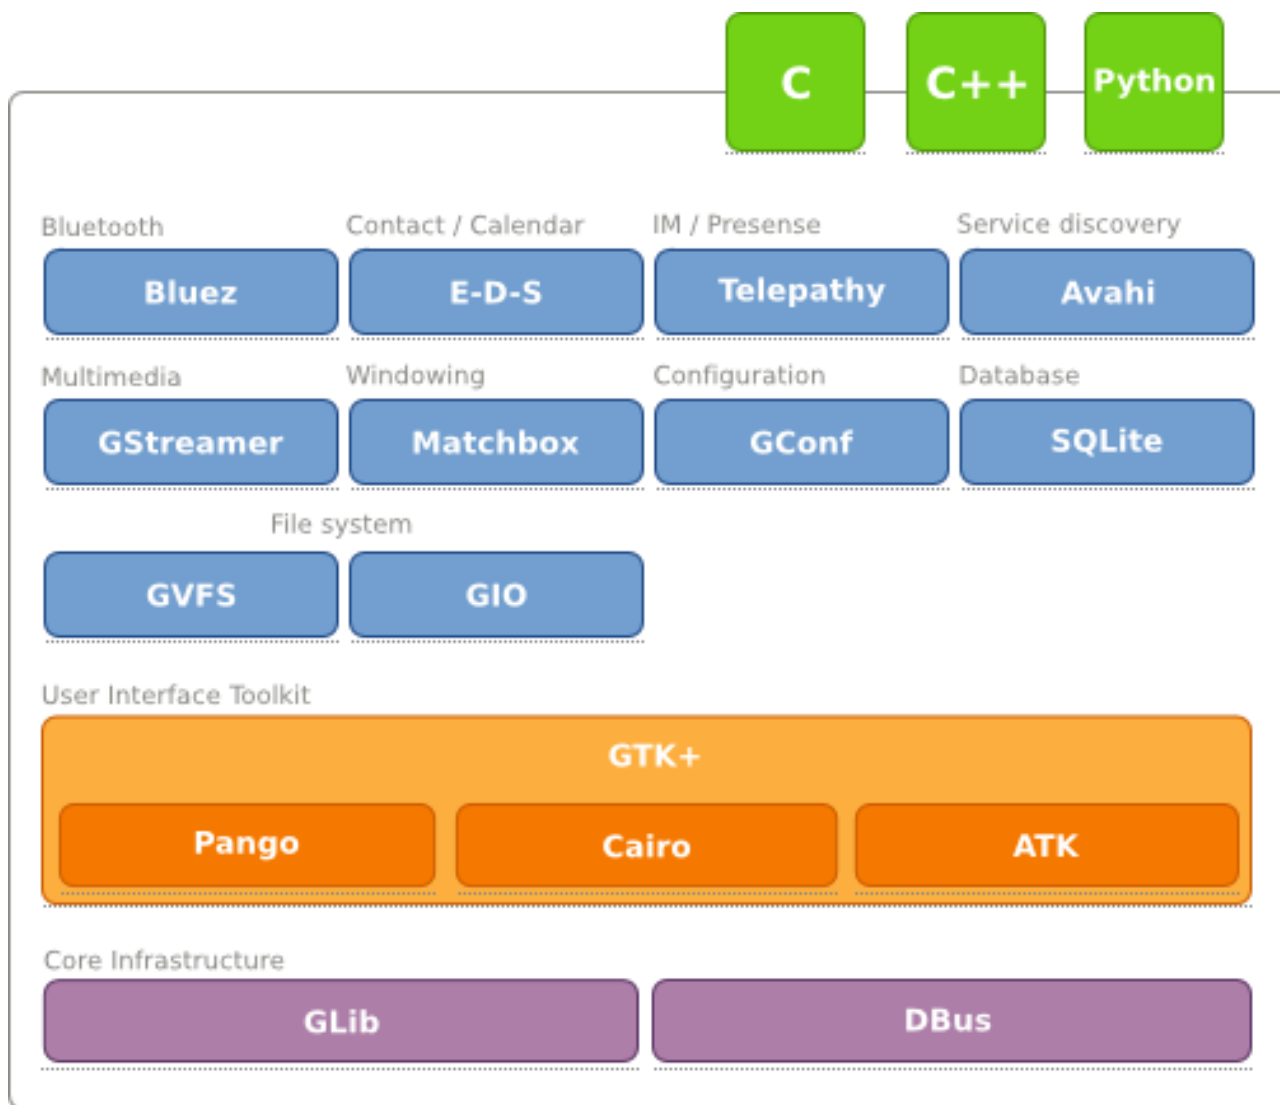 C C++ Python
Bluetooth Contact / Calendar IM / Presense Service discovery
Bluez E-D-S Telepathy Avahi
Multimedia Windowing Configuration Database
GStreamer Matchbox GConf SQLite
File system
GVFS GIO
User Interface Toolkit
GTK+
Pango Cairo ATK
Core Infrastructure
GLib DBus